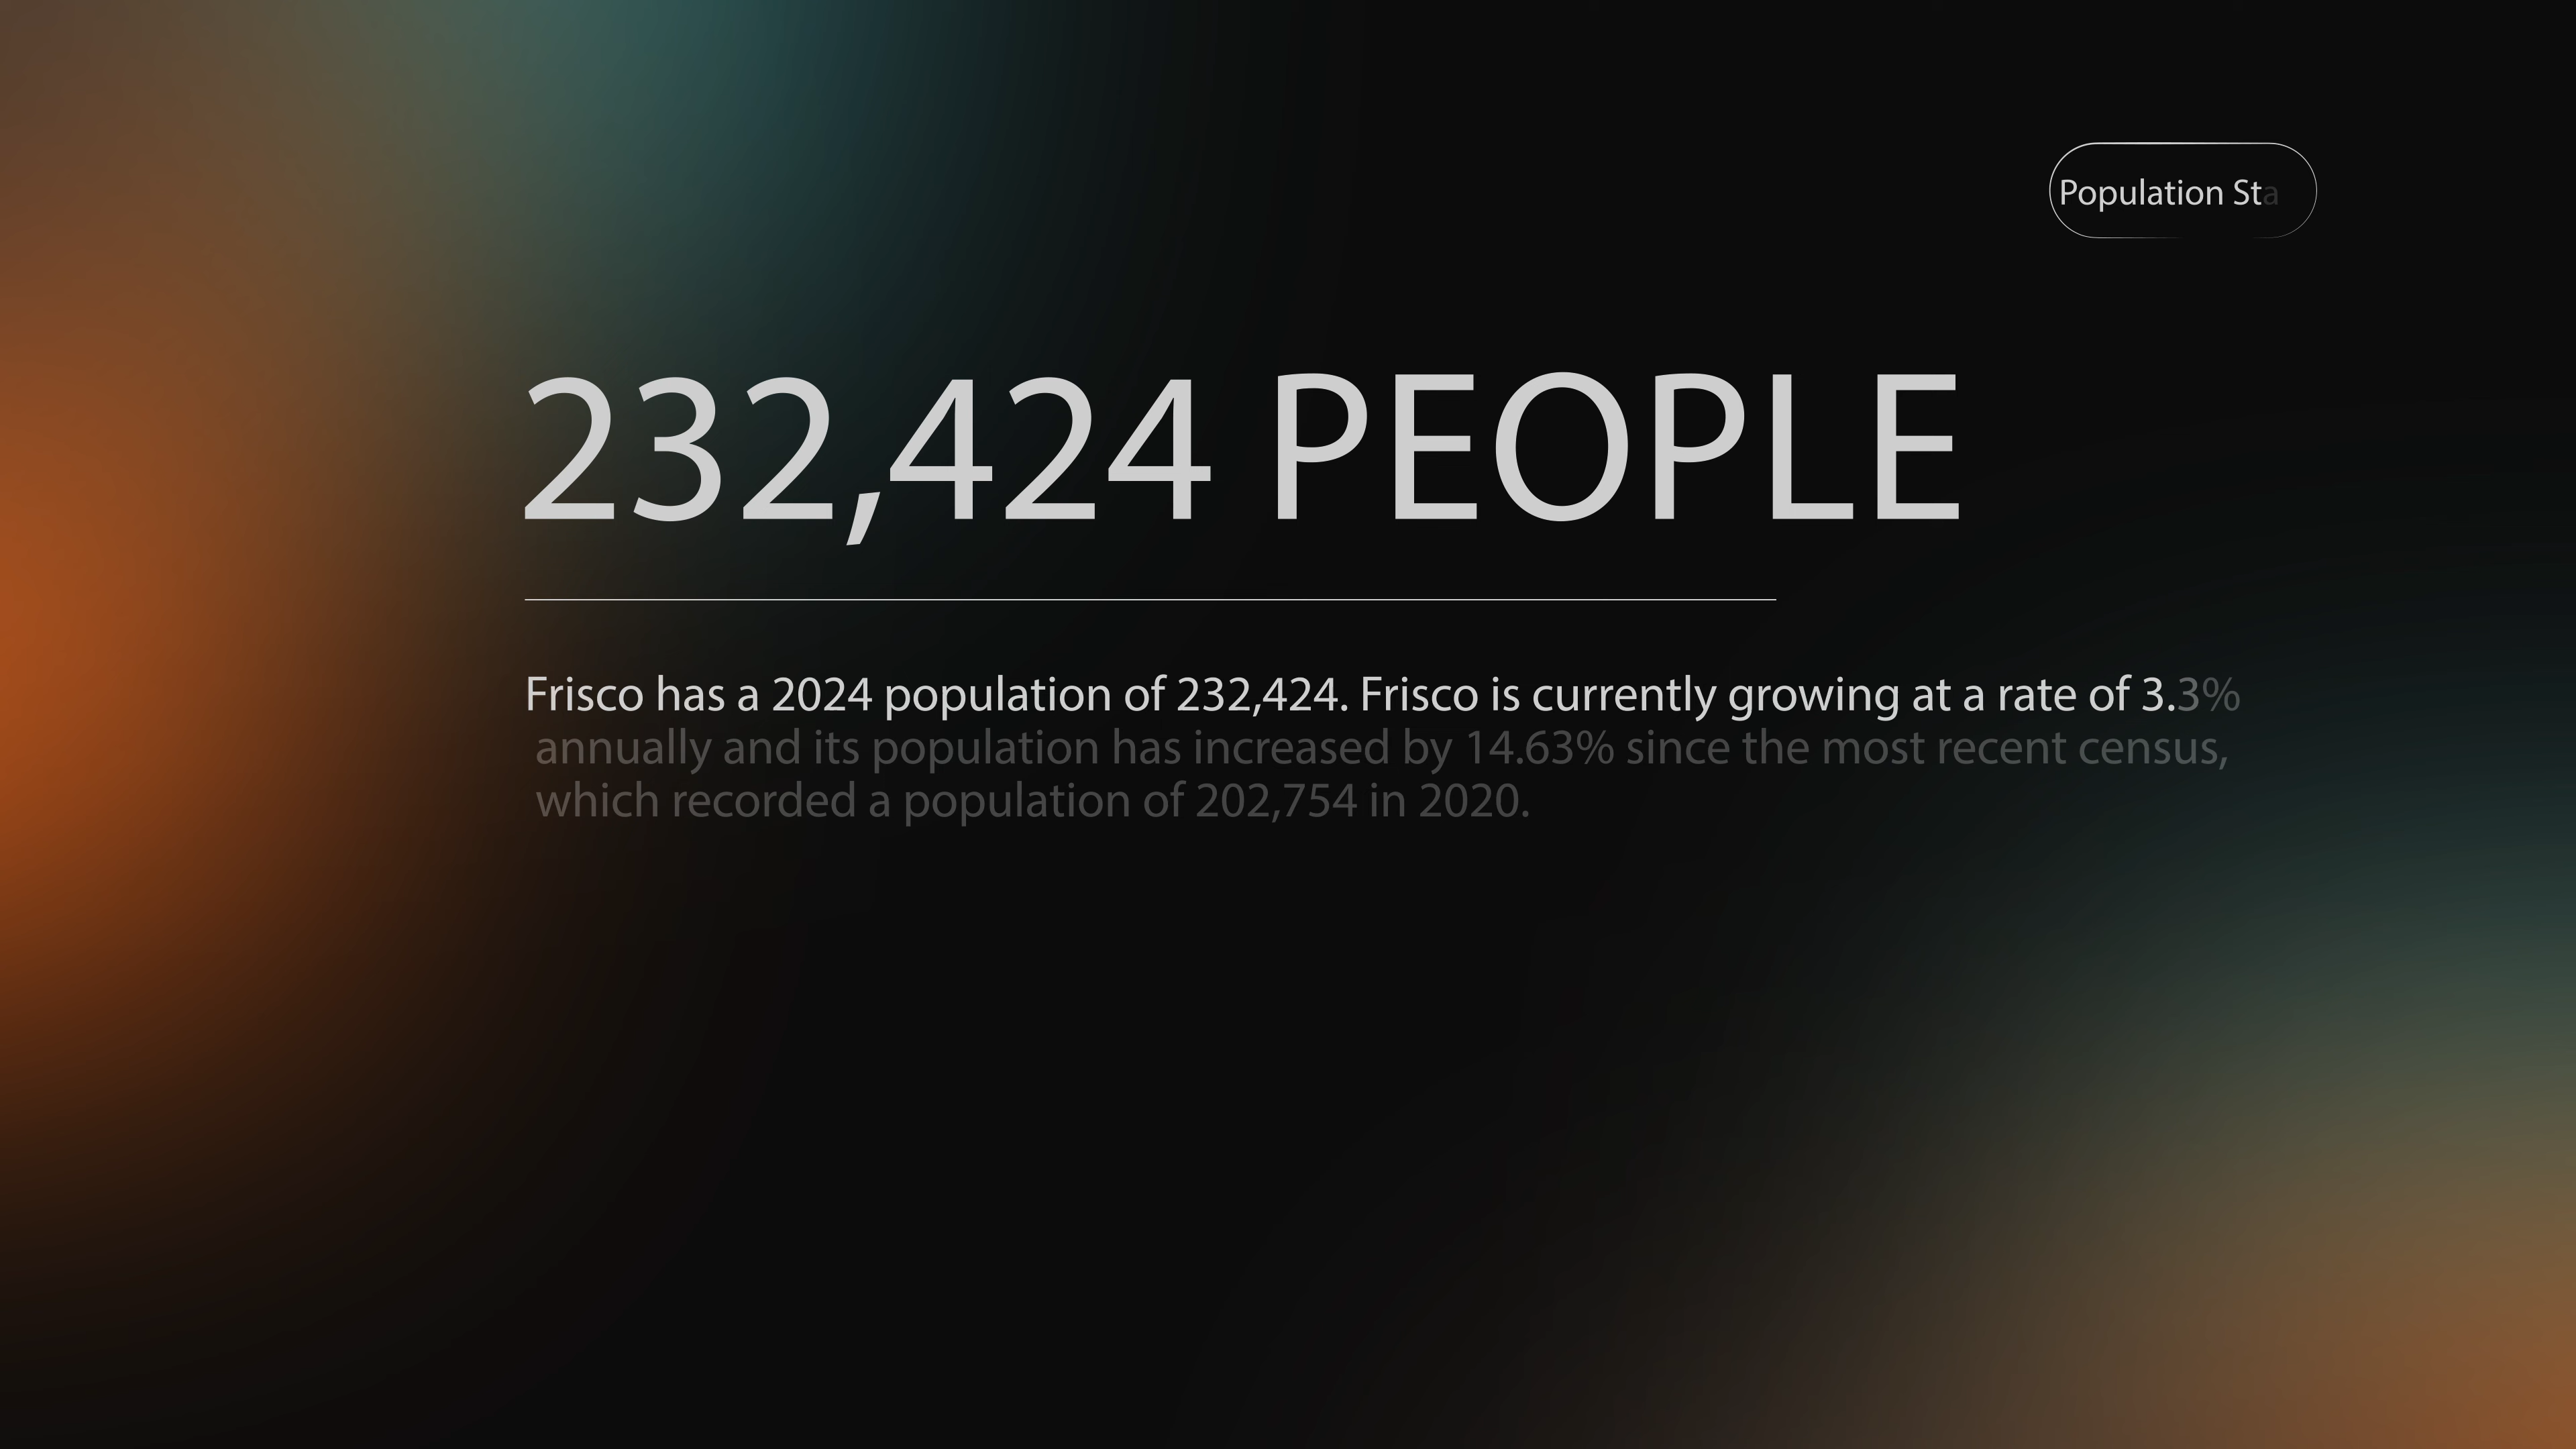 Population Sta
232,424 PEOPLE
Frisco has a 2024 population of 232,424. Frisco is currently growing at a rate of 3.3%
annually and its population has increased by 14.63% since the most recent census,
which recorded a population of 202,754 in 2020.